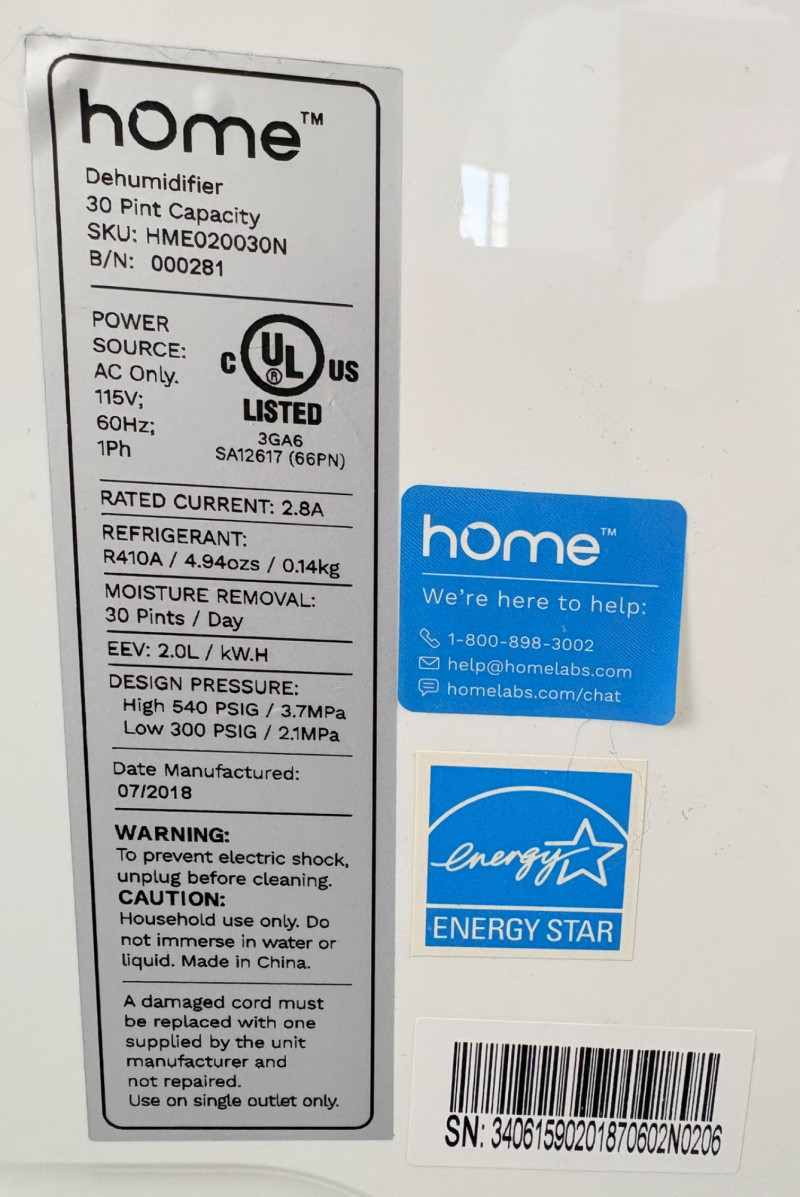 home™
Dehumidifier
30 Pint Capacity
SKU: HME020030N
B/N: 000281
POWER
SOURCE:
AC Only.
115V;
60Hz;
1Ph
C UL® US
LISTED
3GA6
SA12617 (66PN)
RATED CURRENT: 2.8A
REFRIGERANT:
R410A / 4.94ozs / 0.14kg
MOISTURE REMOVAL:
30 Pints / Day
EEV: 2.0L / kW.H
DESIGN PRESSURE:
High 540 PSIG / 3.7MPa
Low 300 PSIG / 2.1MPa
Date Manufactured:
07/2018
WARNING:
To prevent electric shock,
unplug before cleaning.
CAUTION:
Household use only. Do
not immerse in water or
liquid. Made in China.
A damaged cord must
be replaced with one
supplied by the unit
manufacturer and
not repaired.
Use on single outlet only.
home™
We're here to help:
1-800-898-3002
help@homelabs.com
homelabs.com/chat
energy
ENERGY STAR
SN: 34061590201870602N0206